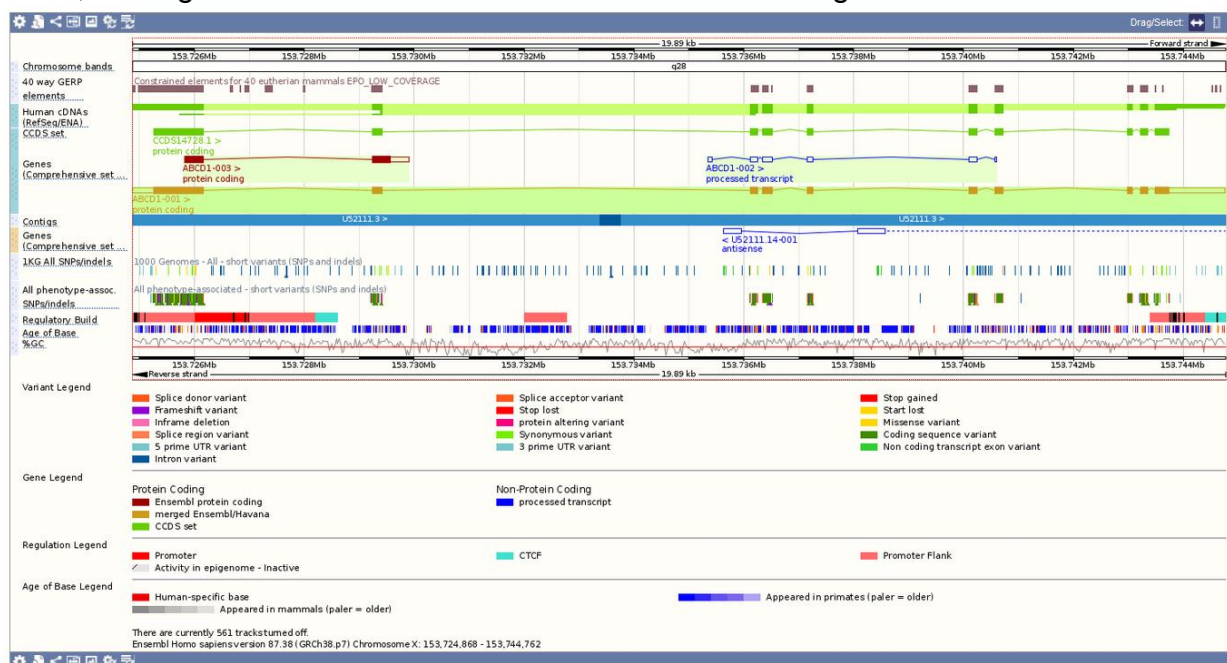 Drag/Select:
19.89 kb Forward strand
153.726Mb 153.728Mb 153.730Mb 153.732Mb 153.734Mb 153.736Mb 153.738Mb 153.740Mb 153.742Mb 153.744Mb
Chromosome bands q28
40 way GERP elements Constrained elements for 40 eutherian mammals EPO_LOW_COVERAGE
Human cDNAs (RefSeq/ENA)
CCDS set
CCDS14728.1 >
protein coding
Genes (Comprehensive set ...
ABCD1-003 >
protein coding
ABCD1-002 >
processed transcript
ABCD1-001 >
protein coding
Contigs U52111.3 > U52111.3 >
Genes (Comprehensive set ...
< U52111.14-001
antisense
1KG All SNPs/indels 1000 Genomes - All - short variants (SNPs and indels)
All phenotype-assoc. SNPs/indels All phenotype-associated - short variants (SNPs and indels)
Regulatory Build
Age of Base
%GC
153.726Mb 153.728Mb 153.730Mb 153.732Mb 153.734Mb 153.736Mb 153.738Mb 153.740Mb 153.742Mb 153.744Mb
Reverse strand 19.89 kb
Variant Legend
Splice donor variant Splice acceptor variant Stop gained
Frameshift variant Stop lost Start lost
Inframe deletion protein altering variant Missense variant
Splice region variant Synonymous variant Coding sequence variant
5 prime UTR variant 3 prime UTR variant Non coding transcript exon variant
Intron variant
Gene Legend
Protein Coding Non-Protein Coding
Ensembl protein coding processed transcript
merged Ensembl/Havana
CCDS set
Regulation Legend
Promoter CTCF Promoter Flank
Activity in epigenome - Inactive
Age of Base Legend
Human-specific base Appeared in primates (paler = older)
Appeared in mammals (paler = older)
There are currently 561 tracks turned off.
Ensembl Homo sapiens version 87.38 (GRCh38.p7) Chromosome X: 153,724,868 - 153,744,762